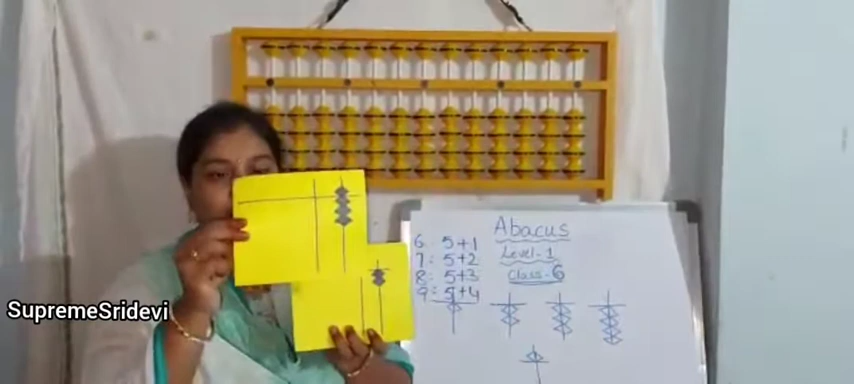 Abacus
Level-1
Class-6
6: 5+1
7: 5+2
8: 5+3
9: 5+4
SupremeSridevi